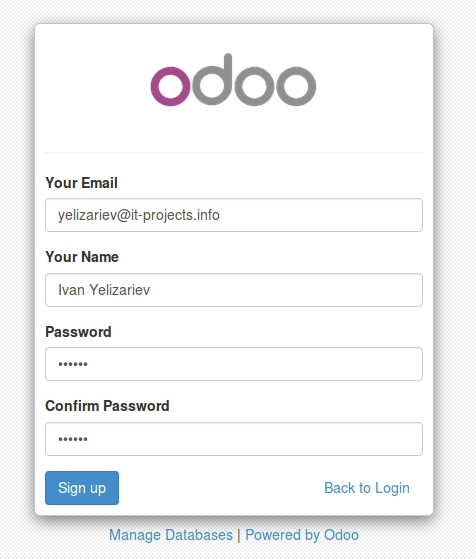 odoo
Your Email
yelizariev@it-projects.info
Your Name
Ivan Yelizariev
Password
••••••
Confirm Password
••••••
Sign up Back to Login
Manage Databases | Powered by Odoo